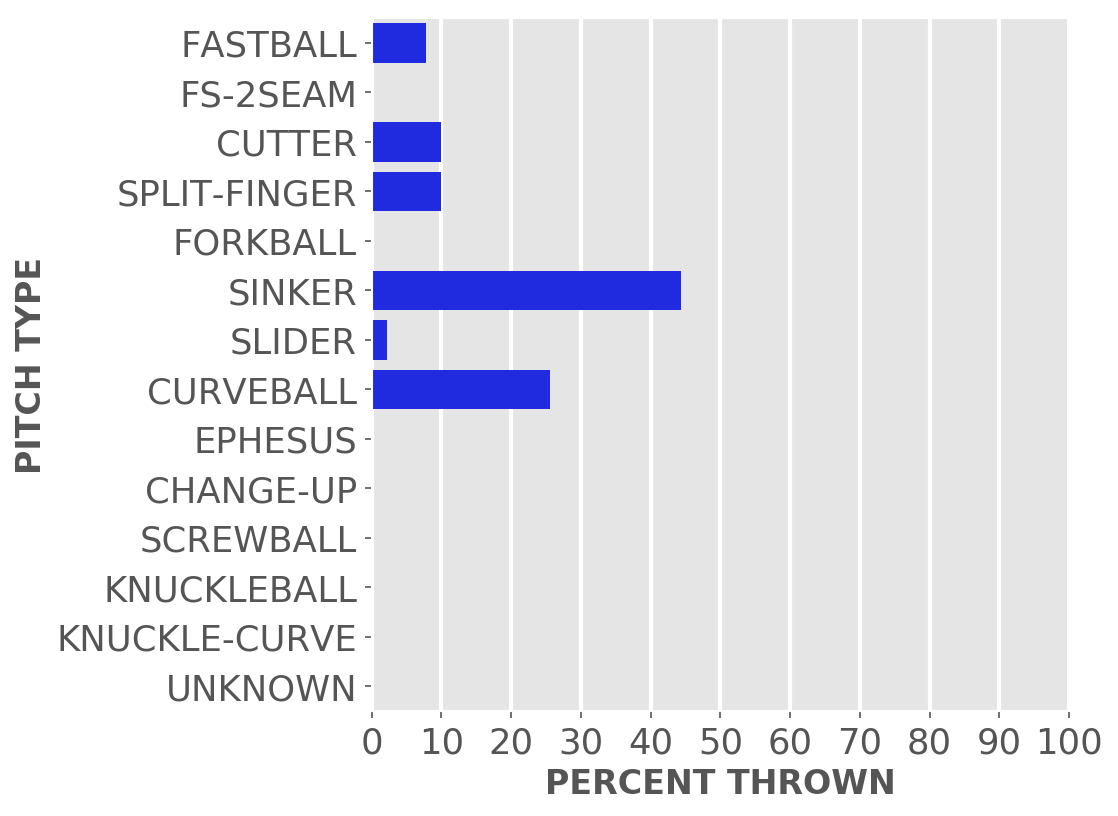 FASTBALL
FS-2SEAM
CUTTER
SPLIT-FINGER
FORKBALL
SINKER
SLIDER
CURVEBALL
EPHESUS
CHANGE-UP
SCREWBALL
KNUCKLEBALL
KNUCKLE-CURVE
UNKNOWN
PITCH TYPE
0 10 20 30 40 50 60 70 80 90 100
PERCENT THROWN